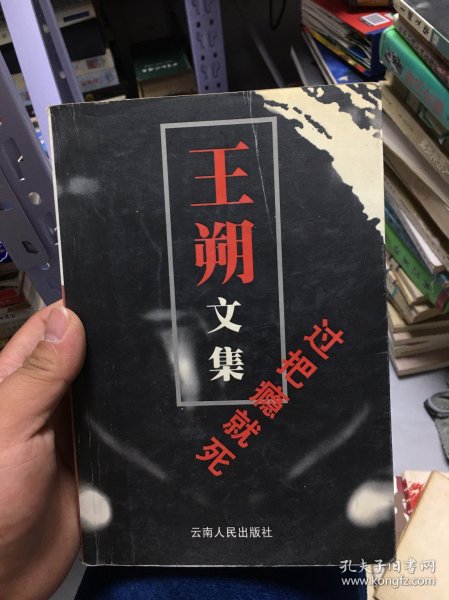 王朔
文集
过把瘾就死
云南人民出版社
孔夫子旧书网
www.kongfz.com